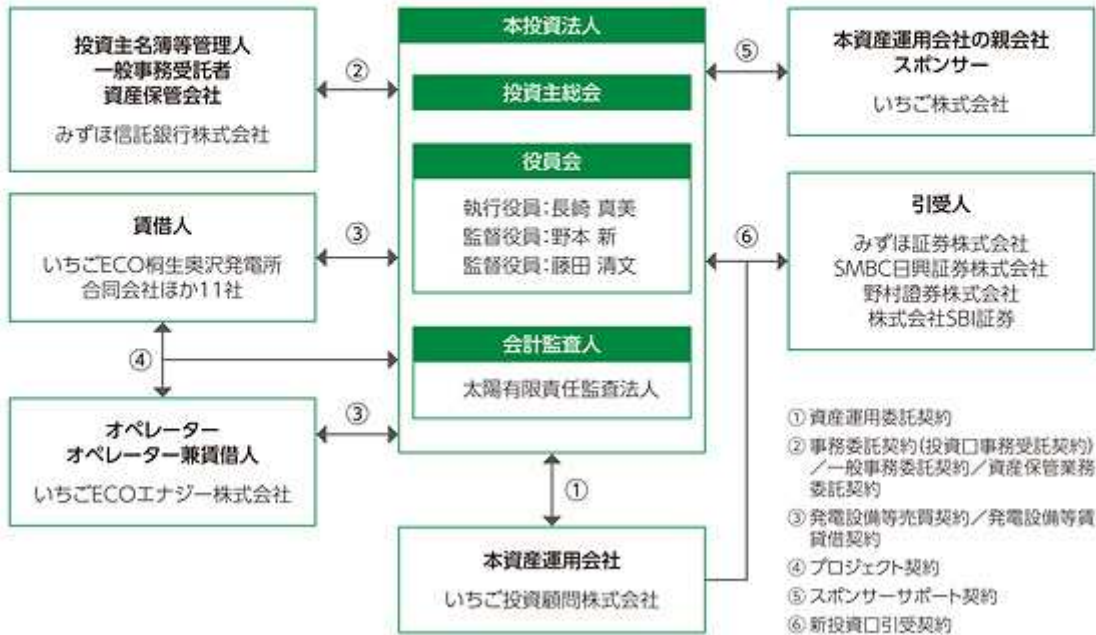 投資主名簿等管理人
一般事務受託者
資産保管会社
みずほ信託銀行株式会社
②
賃借人
いちごECO桐生奥沢発電所
合同会社ほか11社
③
④
オペレーター
オペレーター兼賃借人
いちごECOエナジー株式会社
③
本投資法人
投資主総会
役員会
執行役員:長崎 真美
監督役員:野本 新
監督役員:藤田 清文
会計監査人
太陽有限責任監査法人
①
本資産運用会社
いちご投資顧問株式会社
⑤
本資産運用会社の親会社
スポンサー
いちご株式会社
⑥
引受人
みずほ証券株式会社
SMBC日興証券株式会社
野村證券株式会社
株式会社SBI証券
①資産運用委託契約
②事務委託契約(投資口事務受託契約)
/一般事務委託契約/資産保管業務
委託契約
③発電設備等売買契約/発電設備等賃
貸借契約
④プロジェクト契約
⑤スポンサーサポート契約
⑥新投資口引受契約